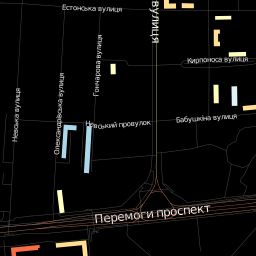 Естонська вулиця
вулиця
Гончарова вулиця
Кирпоноса вулиця
Олександрівська вулиця
Невська вулиця
Невський провулок
Бабушкіна вулиця
Перемоги проспект